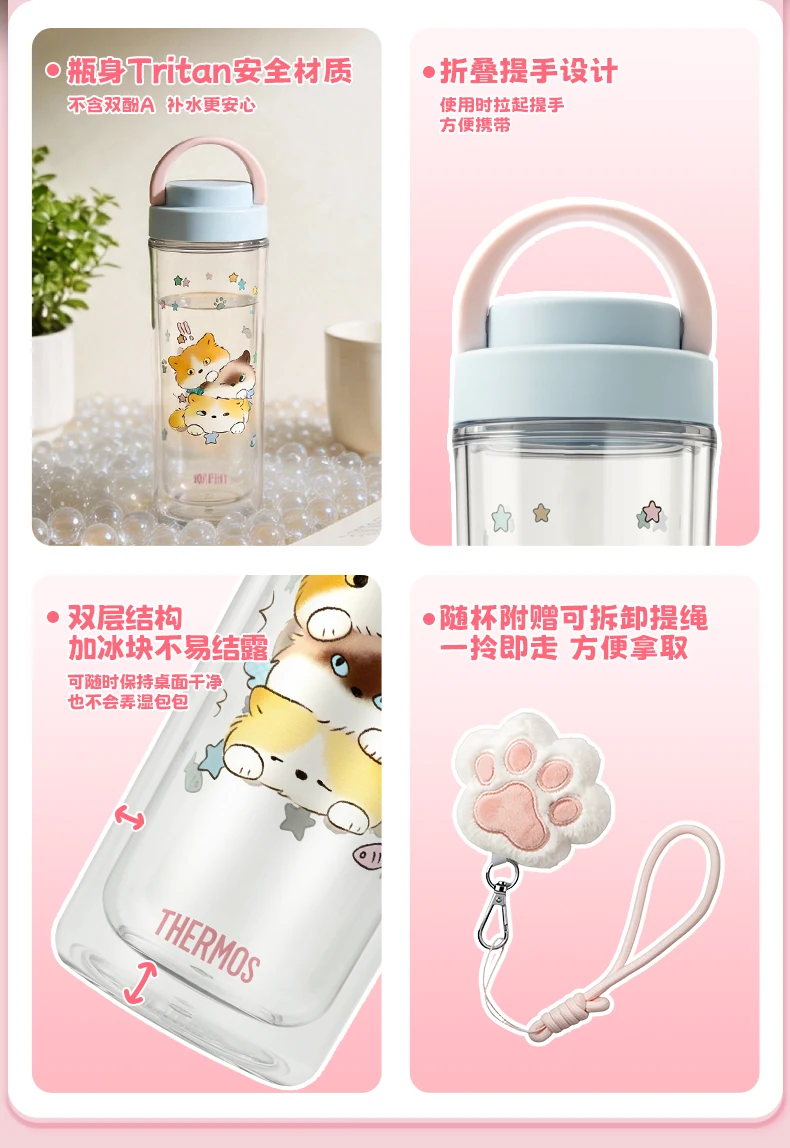 瓶身Tritan安全材质
不含双酚A 补水更安心
折叠提手设计
使用时拉起提手
方便携带
双层结构
加冰块不易结露
可随时保持桌面干净
也不会弄湿包包
THERMOS
随杯附赠可拆卸提绳
一拎即走 方便拿取